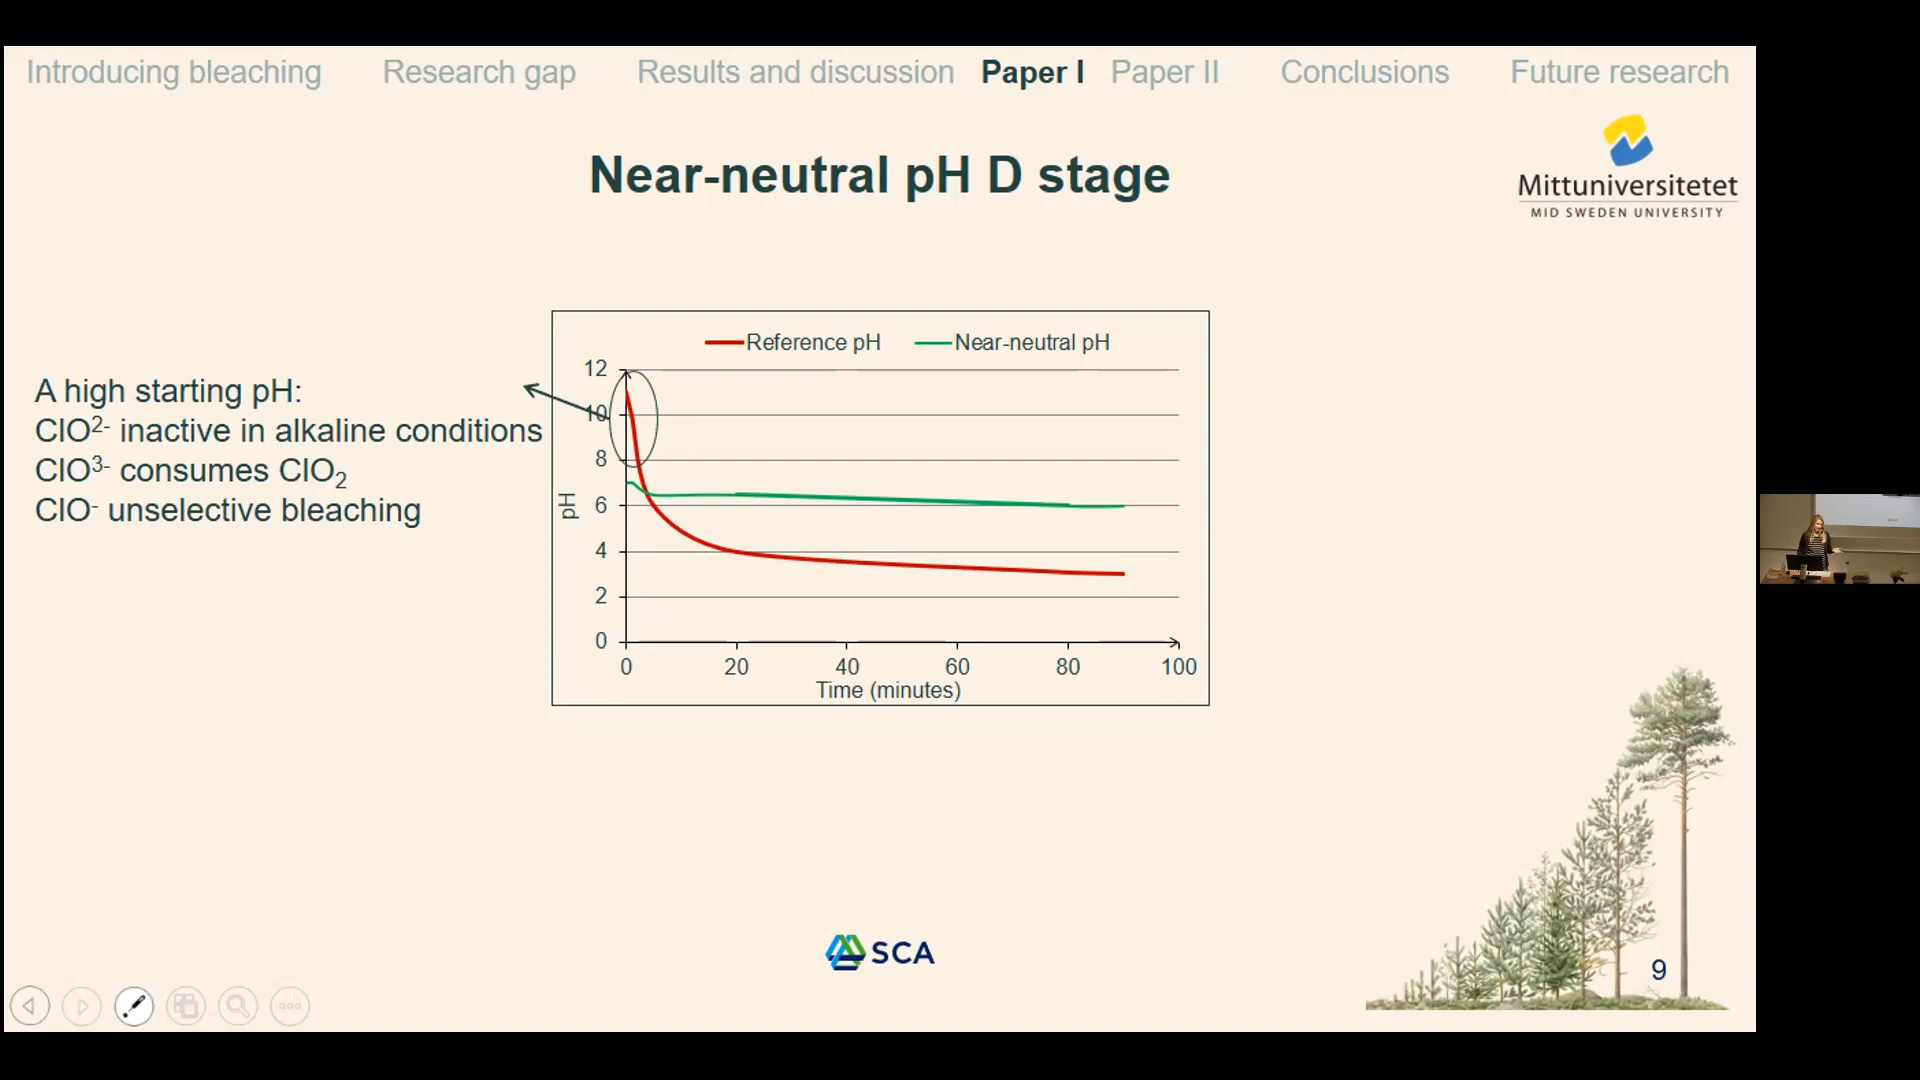 Introducing bleaching Research gap Results and discussion Paper I Paper II Conclusions Future research
Mittuniversitetet
MID SWEDEN UNIVERSITY
Near-neutral pH D stage
A high starting pH:
ClO²⁻ inactive in alkaline conditions
ClO³⁻ consumes ClO₂
ClO⁻ unselective bleaching
Reference pH Near-neutral pH
12
10
8
6
4
2
0
pH
0 20 40 60 80 100
Time (minutes)
SCA
9